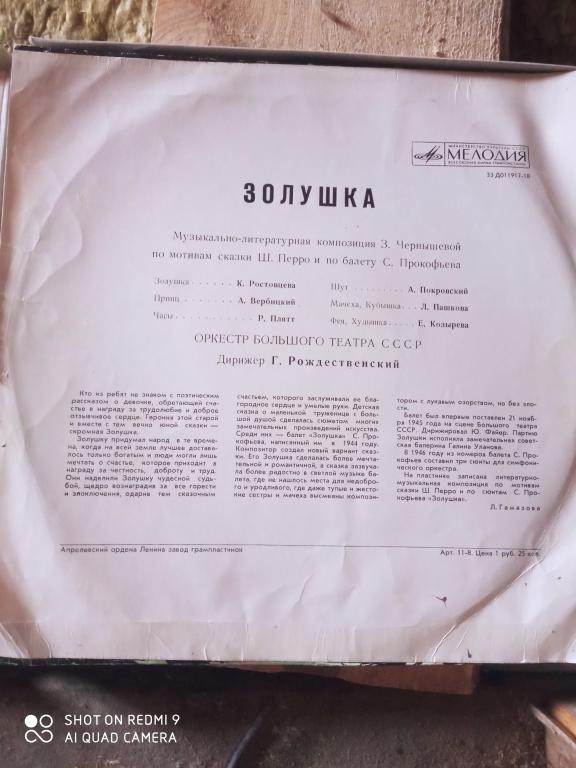 МИНИСТЕРСТВО КУЛЬТУРЫ СССР
МЕЛОДИЯ
ВСЕСОЮЗНАЯ ФИРМА ГРАМПЛАСТИНОК
33 Д011917-18
ЗОЛУШКА
Музыкально-литературная композиция З. Чернышевой
по мотивам сказки Ш. Перро и по балету С. Прокофьева
Золушка . . . . . . К. Ростовцева
Принц . . . . . . . А. Вербицкий
Часы . . . . . . . . . Р. Плятт
Шут . . . . . . . . А. Покровский
Мачеха, Кубышка . . Л. Пашкова
Фея, Худышка . . . . Е. Козырева
ОРКЕСТР БОЛЬШОГО ТЕАТРА СССР
Дирижер Г. Рождественский
Кто из ребят не знаком с поэтическим
рассказом о девочке, обретающей сча-
стье в награду за трудолюбие и доброе
отзывчивое сердце. Героиня этой старой
и вместе с тем вечно юной сказки —
скромная Золушка.
Золушку придумал народ в те време-
на, когда на всей земле лучшее доставa-
лось только богатым и люди могли лишь
мечтать о счастье, которое приходит в
награду за честность, доброту и труд.
Они наделили Золушку чудесной судь-
бой, щедро вознаградив за все горести
и злоключения, одарив тем сказочным
счастьем, которого заслуживали ее бла-
городное сердце и умелые руки. Детская
сказка о маленькой труженице с боль-
шой душой сделалась сюжетом многих
замечательных произведений искусства.
Среди них — балет «Золушка» С. Про-
кофьева, написанный им в 1944 году.
Композитор создал новый вариант сказ-
ки. Его Золушка сделалась более мечта-
тельной и романтичной, а сказка зазвуча-
ла более радостно в светлой музыке ба-
лета, где не нашлось места для недобро-
го и уродливого, где даже тупые и жесто-
кие сестры и мачеха высмеяны компози-
тором с лукавым озорством, но без зло-
сти.
Балет был впервые поставлен 21 нояб-
ря 1945 года на сцене Большого театра
СССР. Дирижировал Ю. Файер. Партию
Золушки исполняла замечательная совет-
ская балерина Галина Уланова.
В 1946 году из номеров балета С. Про-
кофьев составил три сюиты для симфони-
ческого оркестра.
На пластинке записана литературно-
музыкальная композиция по мотивам
сказки Ш. Перро и по сюитам С. Про-
кофьева «Золушка».
Л. Гамазова
Апрелевский ордена Ленина завод грампластинок
Арт. 11-8. Цена 1 руб. 25 коп.
SHOT ON REDMI 9
AI QUAD CAMERA